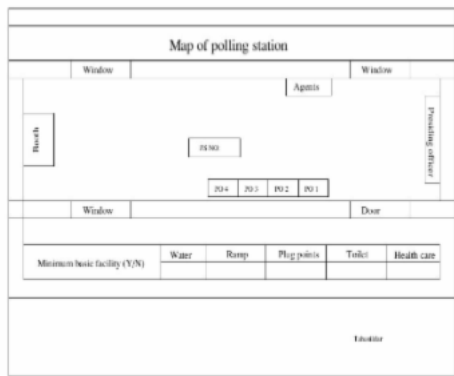 Map of polling station
Window Window
Agents
Booth
Presiding officer
PO 4 PO 3 PO 2 PO 1
Window Door
Minimum basic facility (Y/N) Water Ramp Plug points Toilet Health care